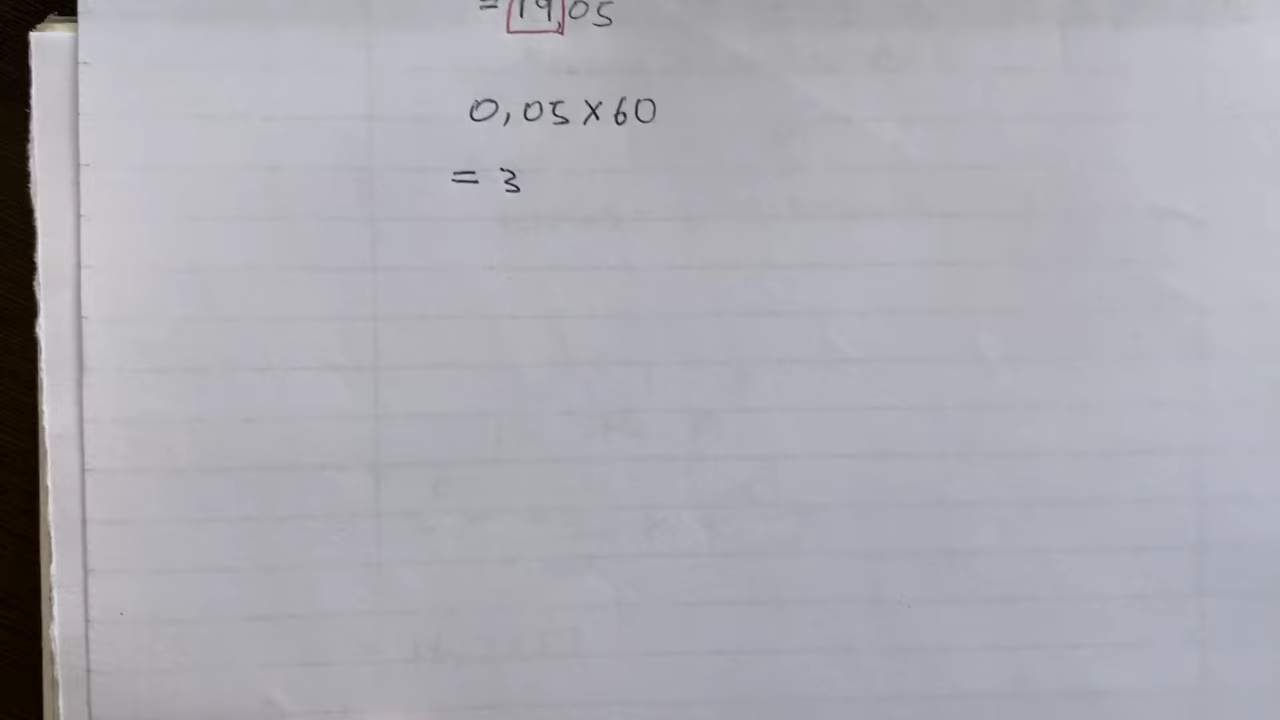 = 19,05
0,05 × 60
= 3